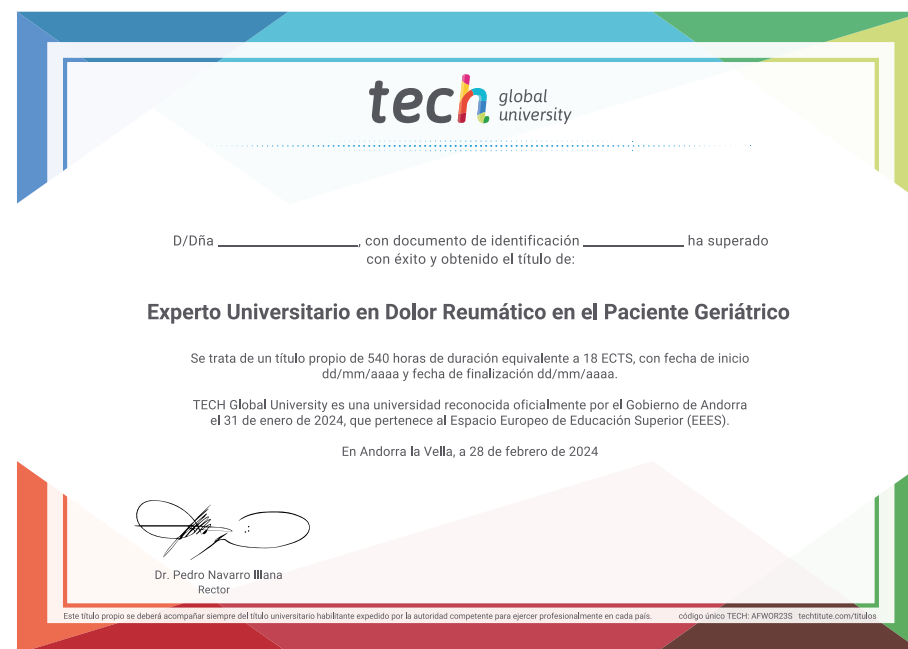 tech global
university
D/Dña ______________, con documento de identificación __________ ha superado
con éxito y obtenido el título de:
Experto Universitario en Dolor Reumático en el Paciente Geriátrico
Se trata de un título propio de 540 horas de duración equivalente a 18 ECTS, con fecha de inicio
dd/mm/aaaa y fecha de finalización dd/mm/aaaa.
TECH Global University es una universidad reconocida oficialmente por el Gobierno de Andorra
el 31 de enero de 2024, que pertenece al Espacio Europeo de Educación Superior (EEES).
En Andorra la Vella, a 28 de febrero de 2024
Dr. Pedro Navarro Illana
Rector
Este título propio se deberá acompañar siempre del título universitario habilitante expedido por la autoridad competente para ejercer profesionalmente en cada país. código único TECH: AFWOR23S techtitute.com/titulos